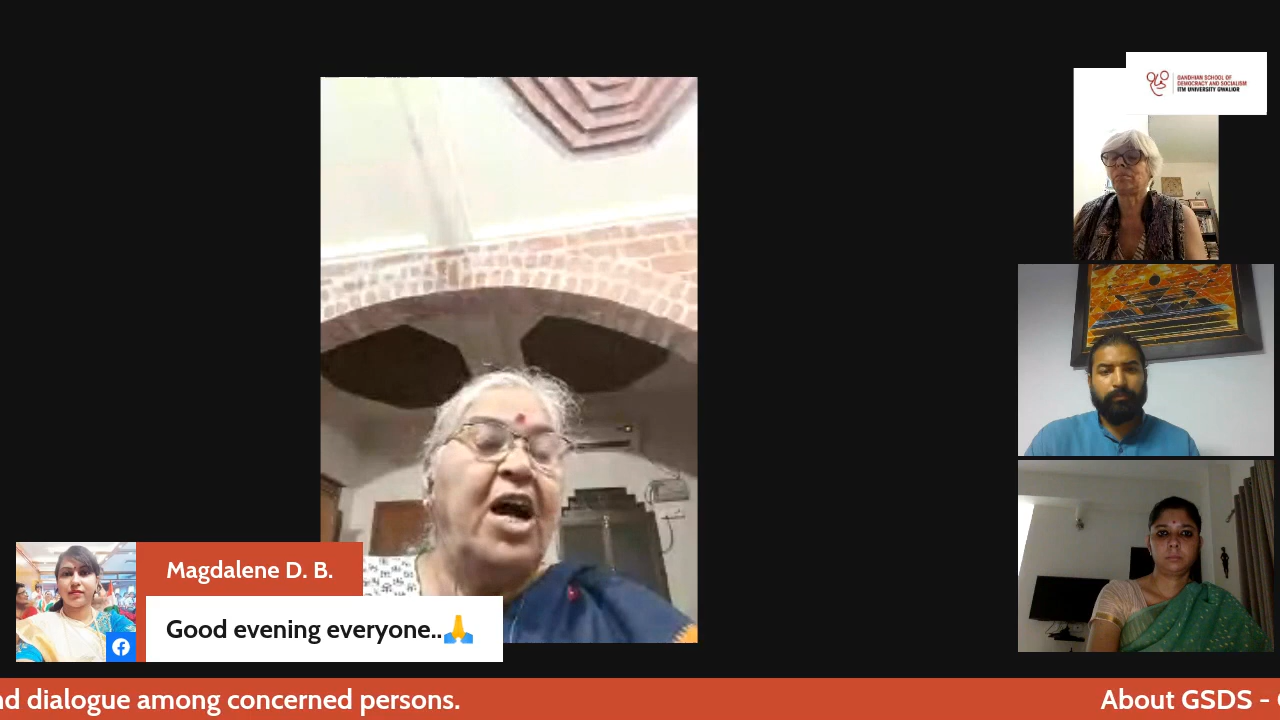 GANDHIAN SCHOOL OF
DEMOCRACY AND SOCIALISM
ITM UNIVERSITY GWALIOR
Magdalene D. B.
Good evening everyone..🙏
nd dialogue among concerned persons.
About GSDS -